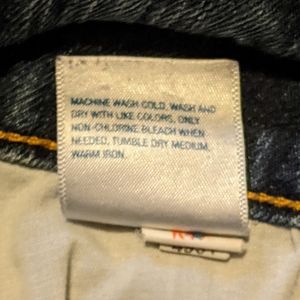 MACHINE WASH COLD. WASH AND
DRY WITH LIKE COLORS, ONLY
NON-CHLORINE BLEACH WHEN
NEEDED, TUMBLE DRY MEDIUM.
WARM IRON.